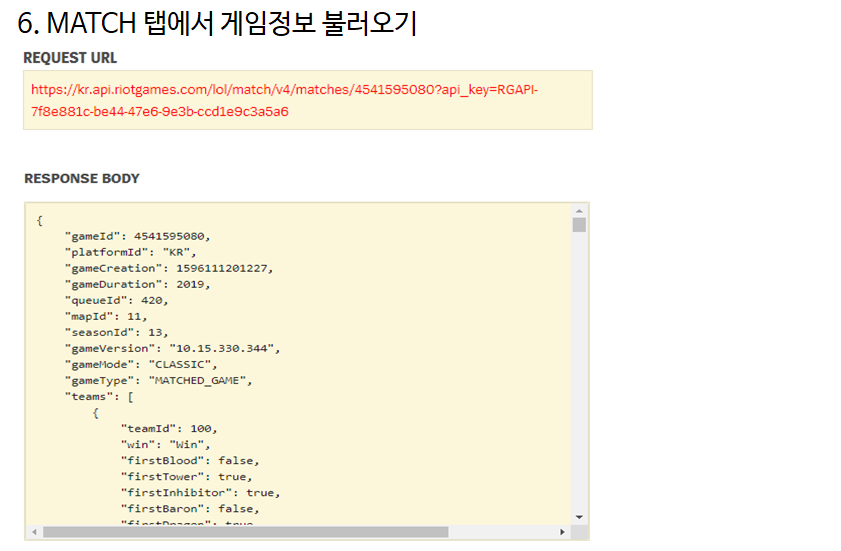 6. MATCH 탭에서 게임정보 불러오기
REQUEST URL
https://kr.api.riotgames.com/lol/match/v4/matches/4541595080?api_key=RGAPI-
7f8e881c-be44-47e6-9e3b-ccd1e9c3a5a6
RESPONSE BODY
{
"gameId": 4541595080,
"platformId": "KR",
"gameCreation": 1596111201227,
"gameDuration": 2019,
"queueId": 420,
"mapId": 11,
"seasonId": 13,
"gameVersion": "10.15.330.344",
"gameMode": "CLASSIC",
"gameType": "MATCHED_GAME",
"teams": [
{
"teamId": 100,
"win": "Win",
"firstBlood": false,
"firstTower": true,
"firstInhibitor": true,
"firstBaron": false,
"firstDragon": true